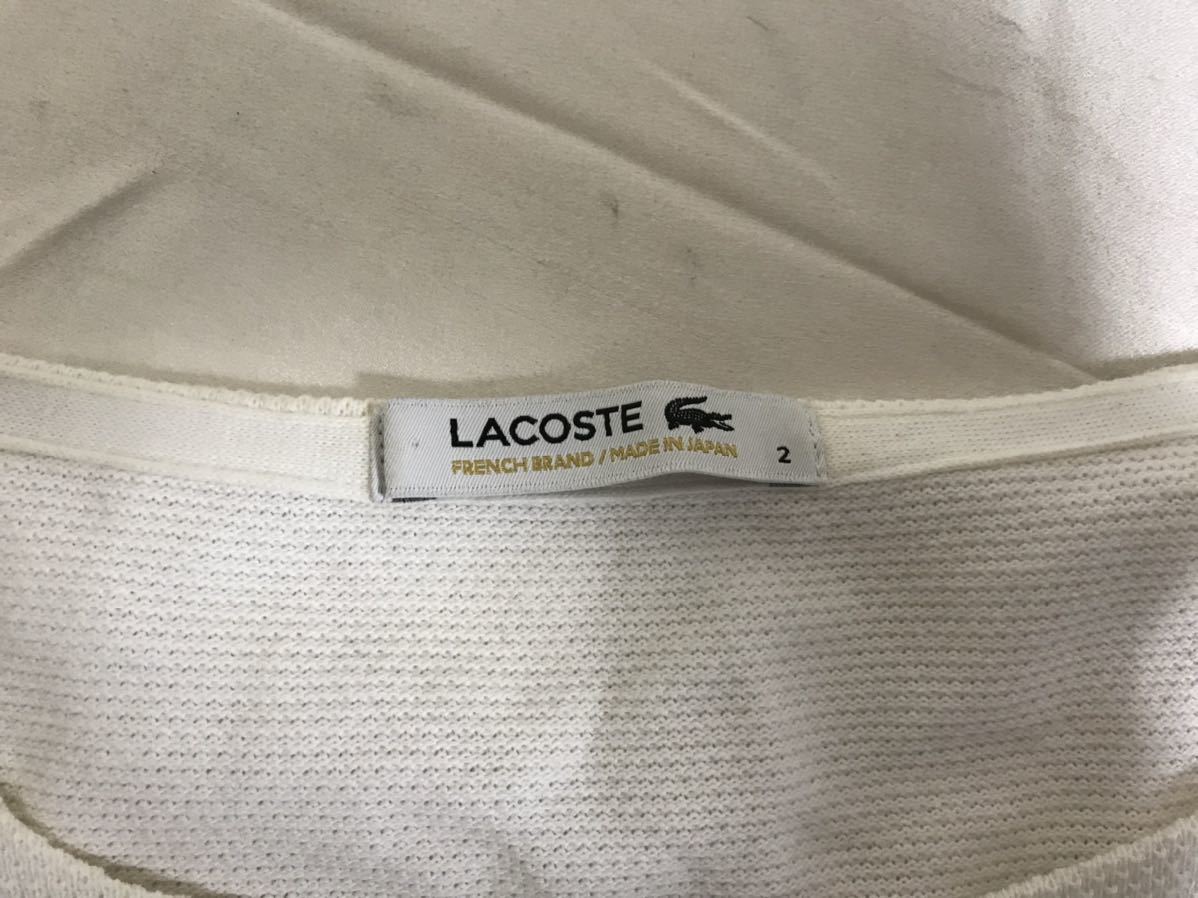 LACOSTE
FRENCH BRAND / MADE IN JAPAN
2